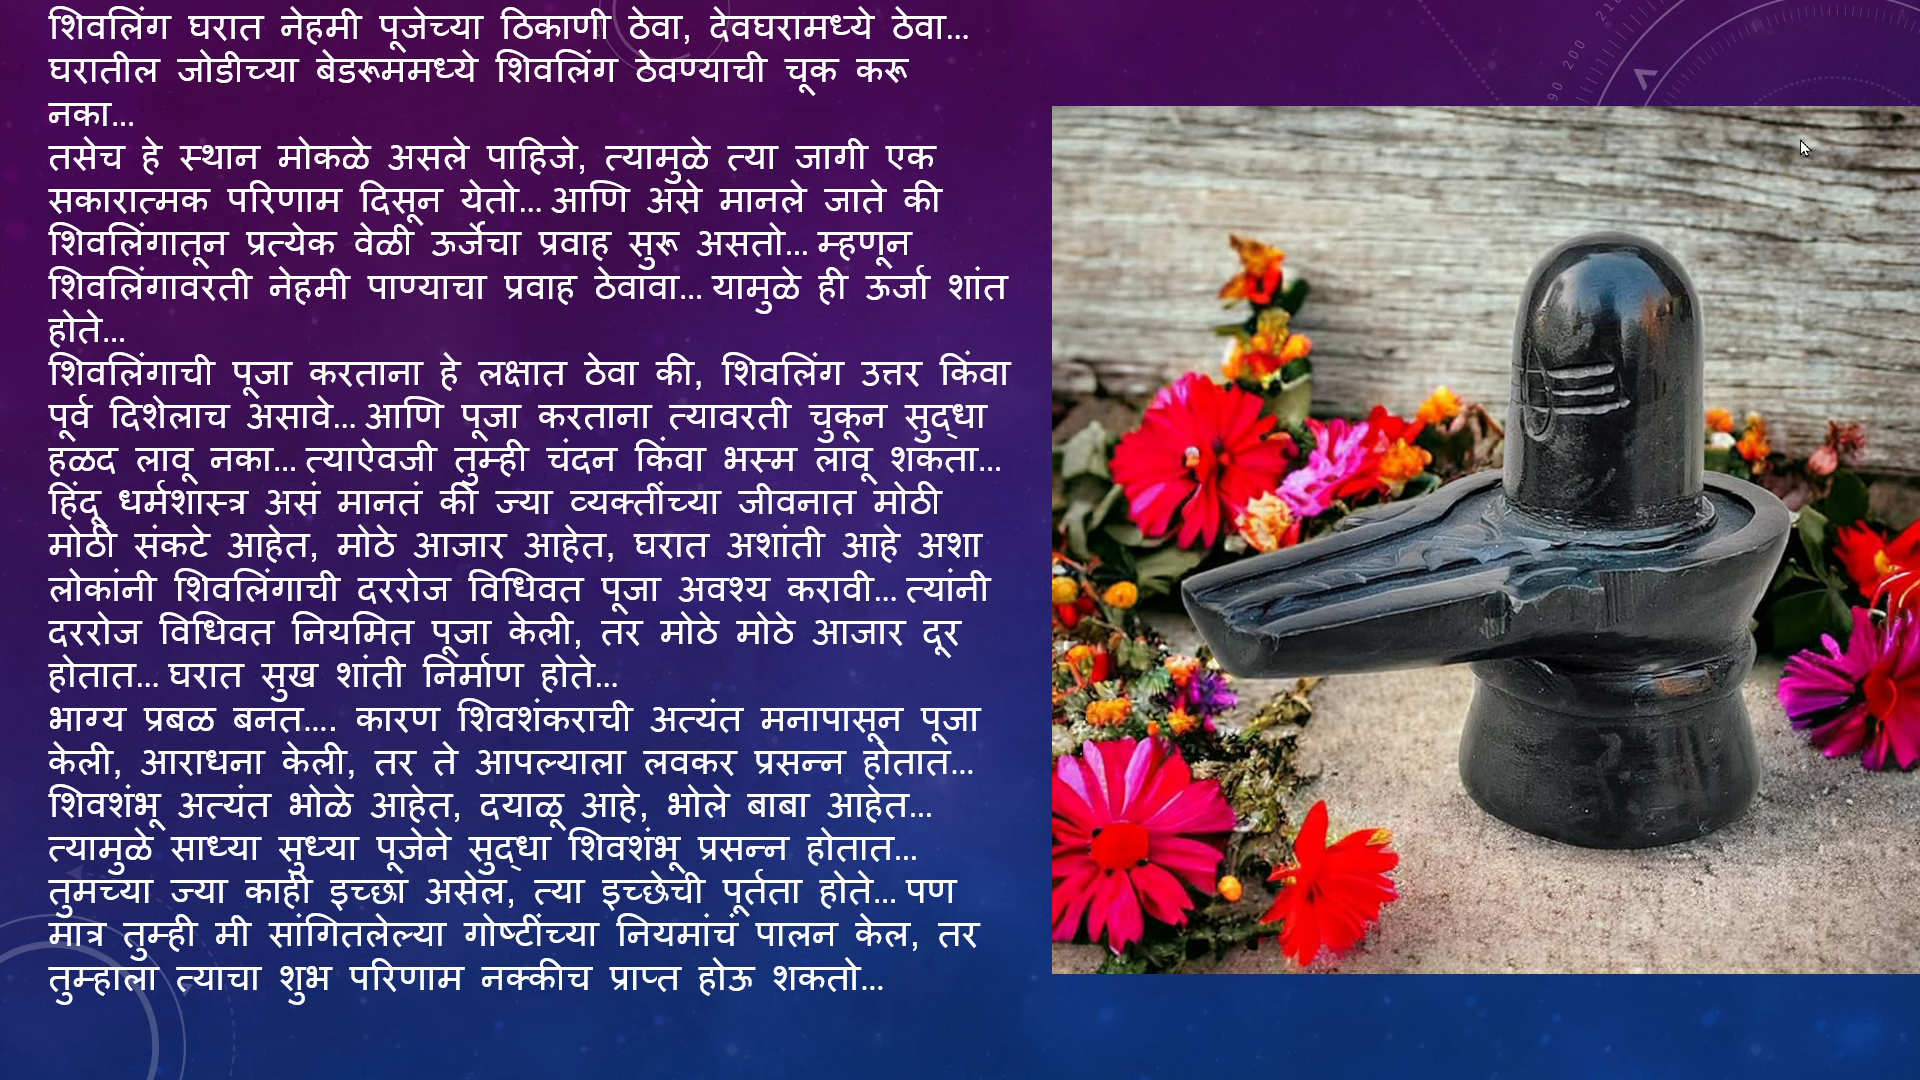 शिवलिंग घरात नेहमी पूजेच्या ठिकाणी ठेवा, देवघरामध्ये ठेवा...
घरातील जोडीच्या बेडरूममध्ये शिवलिंग ठेवण्याची चूक करू
नका...
तसेच हे स्थान मोकळे असले पाहिजे, त्यामुळे त्या जागी एक
सकारात्मक परिणाम दिसून येतो... आणि असे मानले जाते की
शिवलिंगातून प्रत्येक वेळी ऊर्जेचा प्रवाह सुरू असतो... म्हणून
शिवलिंगावरती नेहमी पाण्याचा प्रवाह ठेवावा... यामुळे ही ऊर्जा शांत
होते...
शिवलिंगाची पूजा करताना हे लक्षात ठेवा की, शिवलिंग उत्तर किंवा
पूर्व दिशेलाच असावे... आणि पूजा करताना त्यावरती चुकून सुद्धा
हळद लावू नका... त्याऐवजी तुम्ही चंदन किंवा भस्म लावू शकता...
हिंदू धर्मशास्त्र असं मानतं की ज्या व्यक्तींच्या जीवनात मोठी
मोठी संकटे आहेत, मोठे आजार आहेत, घरात अशांती आहे अशा
लोकांनी शिवलिंगाची दररोज विधिवत पूजा अवश्य करावी... त्यांनी
दररोज विधिवत नियमित पूजा केली, तर मोठे मोठे आजार दूर
होतात... घरात सुख शांती निर्माण होते...
भाग्य प्रबळ बनत.... कारण शिवशंकराची अत्यंत मनापासून पूजा
केली, आराधना केली, तर ते आपल्याला लवकर प्रसन्न होतात...
शिवशंभू अत्यंत भोळे आहेत, दयाळू आहे, भोले बाबा आहेत...
त्यामुळे साध्या सुध्या पूजेने सुद्धा शिवशंभू प्रसन्न होतात...
तुमच्या ज्या काही इच्छा असेल, त्या इच्छेची पूर्तता होते... पण
मात्र तुम्ही मी सांगितलेल्या गोष्टींच्या नियमांचं पालन केल, तर
तुम्हाला त्याचा शुभ परिणाम नक्कीच प्राप्त होऊ शकतो...
200